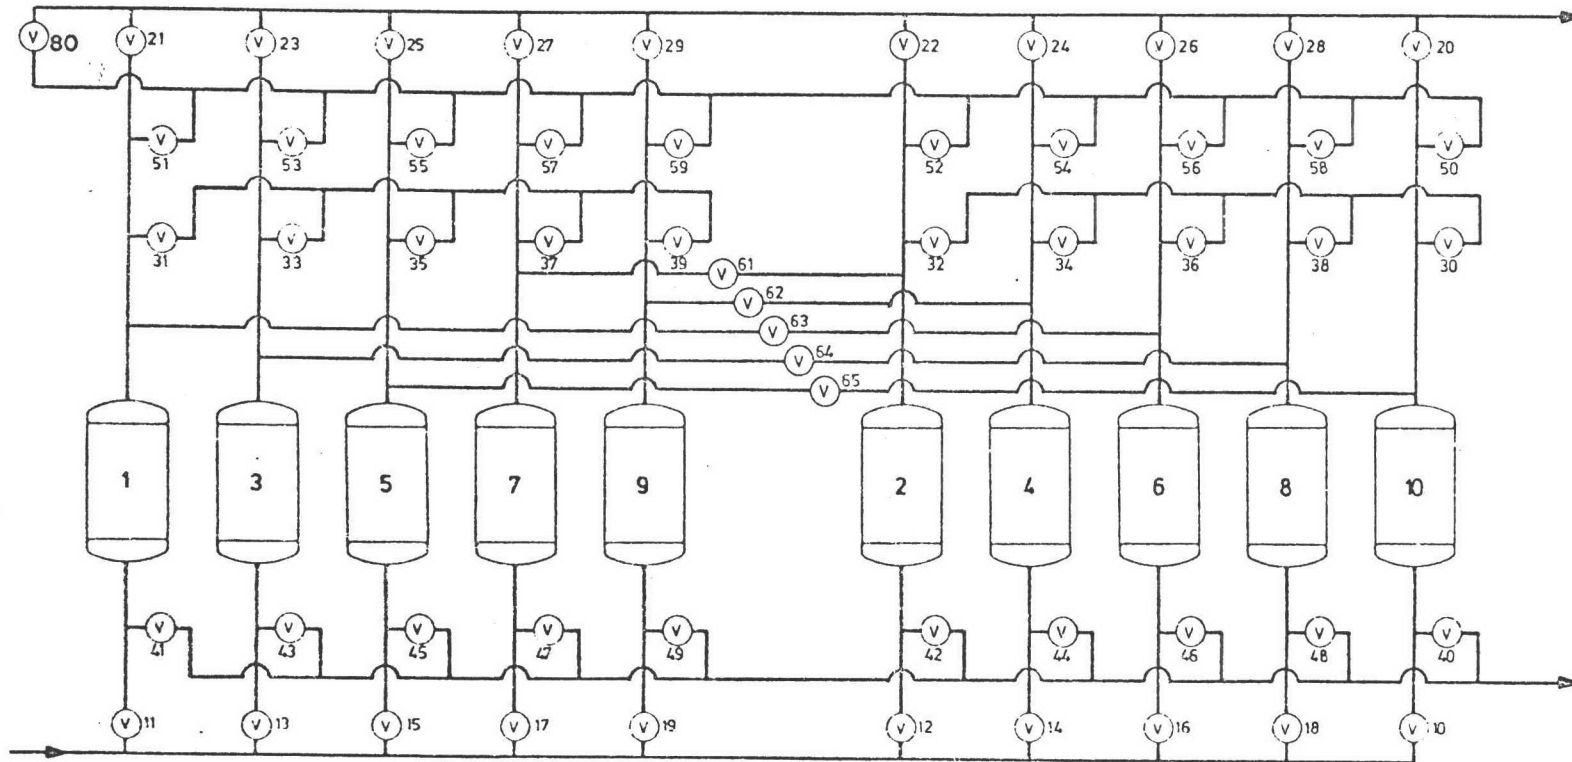 V 80 V 21 V 23 V 25 V 27 V 29 V 22 V 24 V 26 V 28 V 20
V V V V V V V V V V
51 53 55 57 59 52 54 56 58 50
V V V V V V V V V V
31 33 35 37 39 32 34 36 38 30
V 61
V 62
V 63
V 64
V 65
1 3 5 7 9 2 4 6 8 10
V V V V V V V V V V
41 43 45 47 49 42 44 46 48 40
V 11 V 13 V 15 V 17 V 19 V 12 V 14 V 16 V 18 V 10